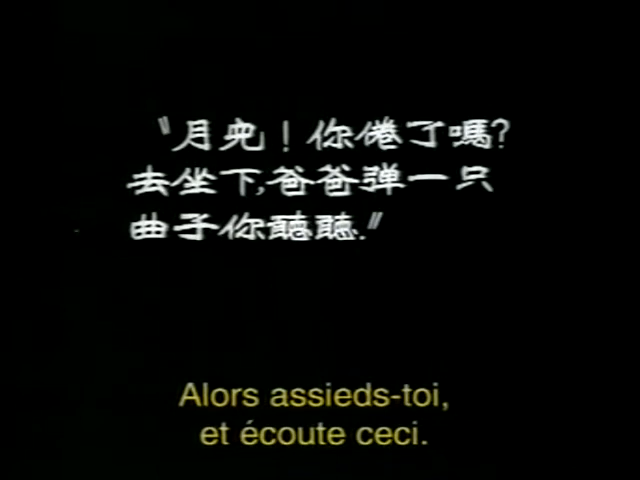 "月兒！你倦了嗎？
去坐下,爸爸弹一只
曲子你聽聽."
Alors assieds-toi,
et écoute ceci.